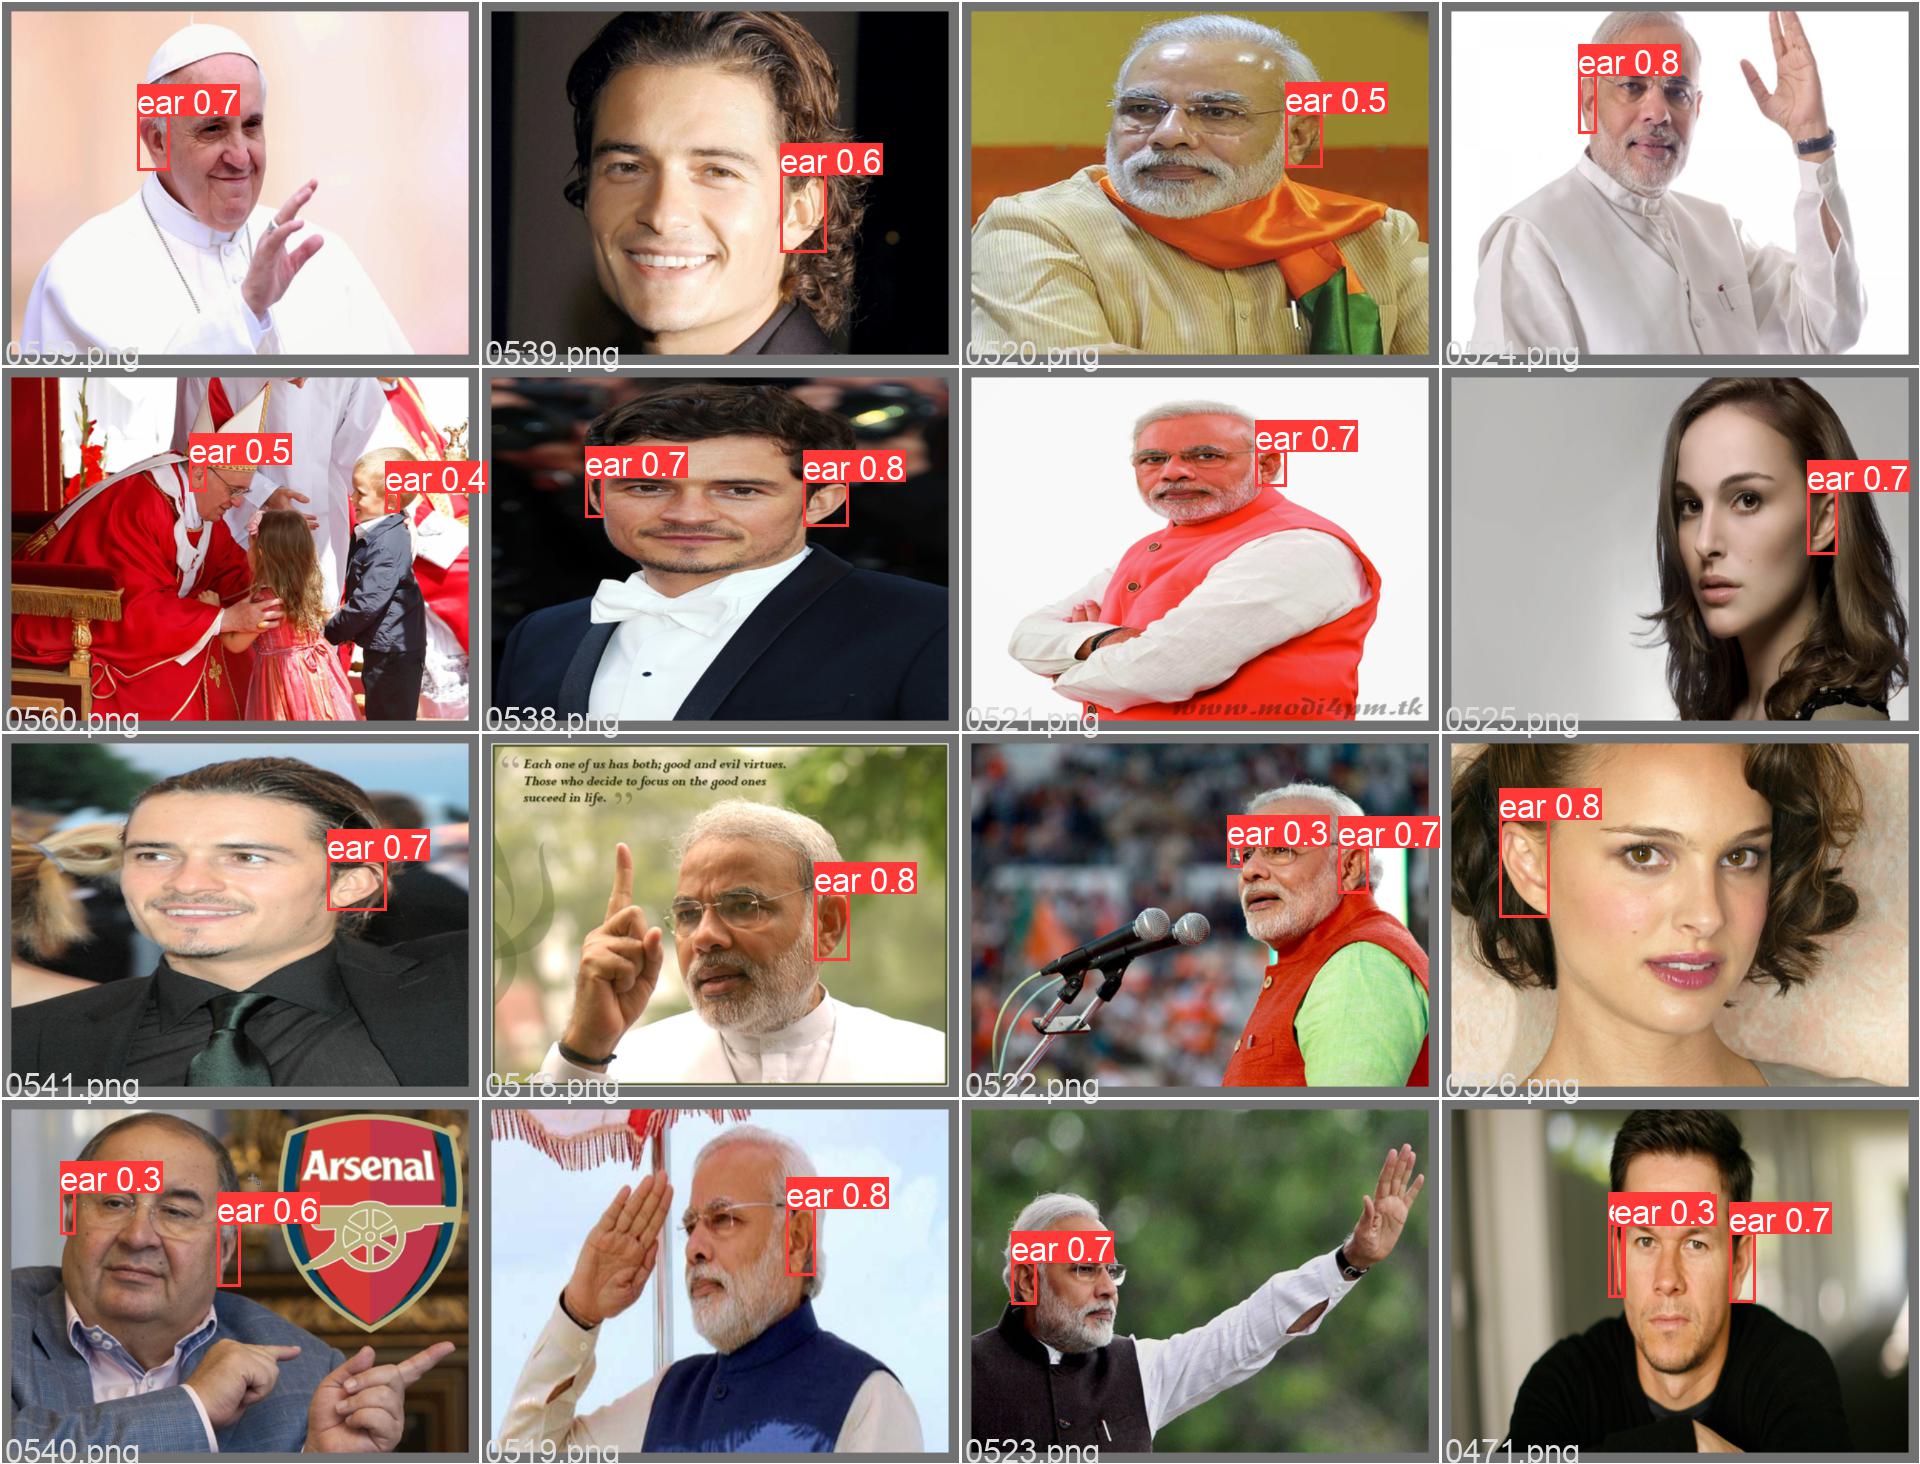 ear 0.7
0559.png
ear 0.6
0539.png
ear 0.5
0520.png
ear 0.8
0524.png
ear 0.5
ear 0.4
0560.png
ear 0.7
ear 0.8
0538.png
ear 0.7
www.modi4pm.tk
0521.png
ear 0.7
0525.png
ear 0.7
0541.png
“ Each one of us has both; good and evil virtues.
Those who decide to focus on the good ones
succeed in life. ”
ear 0.8
0518.png
ear 0.3
ear 0.7
0522.png
ear 0.8
0526.png
ear 0.3
ear 0.6
Arsenal
0540.png
ear 0.8
0519.png
ear 0.7
0523.png
ear 0.3
ear 0.7
0471.png